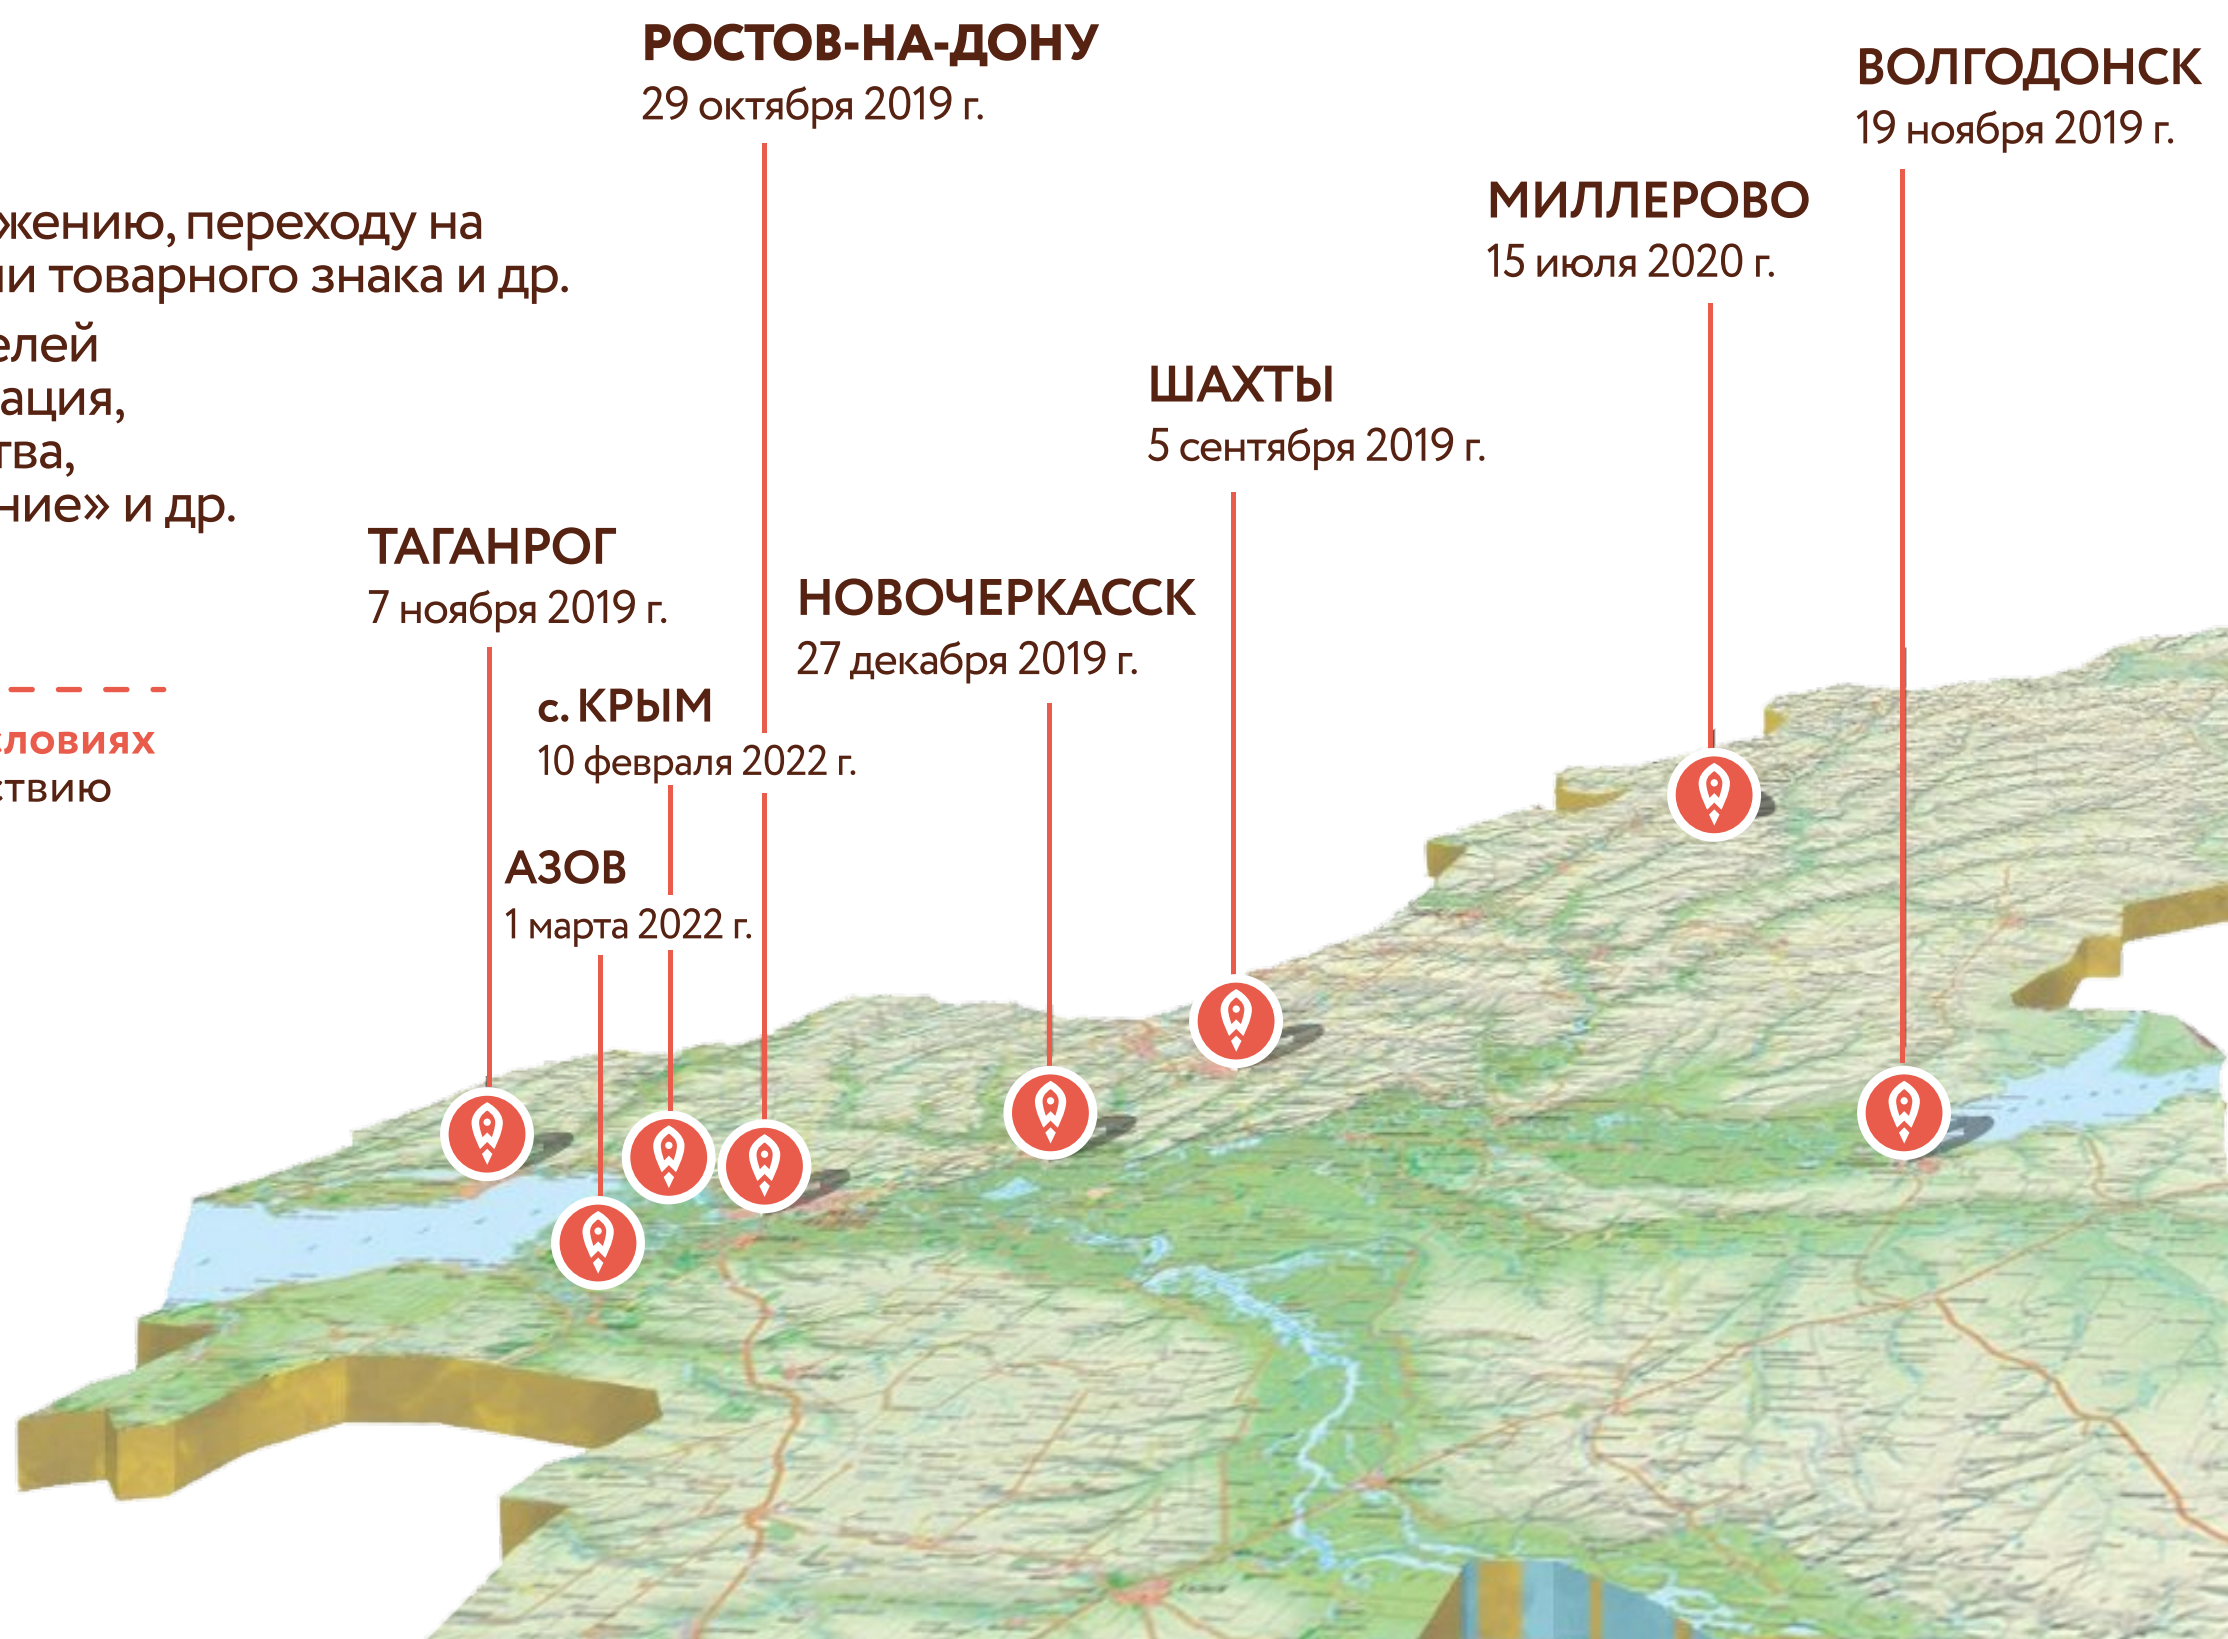 РОСТОВ-НА-ДОНУ
29 октября 2019 г.
ВОЛГОДОНСК
19 ноября 2019 г.
МИЛЛЕРОВО
15 июля 2020 г.
жению, переходу на
ии товарного знака и др.
елей
ация,
тва,
ние» и др.
ШАХТЫ
5 сентября 2019 г.
ТАГАНРОГ
7 ноября 2019 г.
НОВОЧЕРКАССК
27 декабря 2019 г.
с. КРЫМ
10 февраля 2022 г.
словиях
ствию
АЗОВ
1 марта 2022 г.